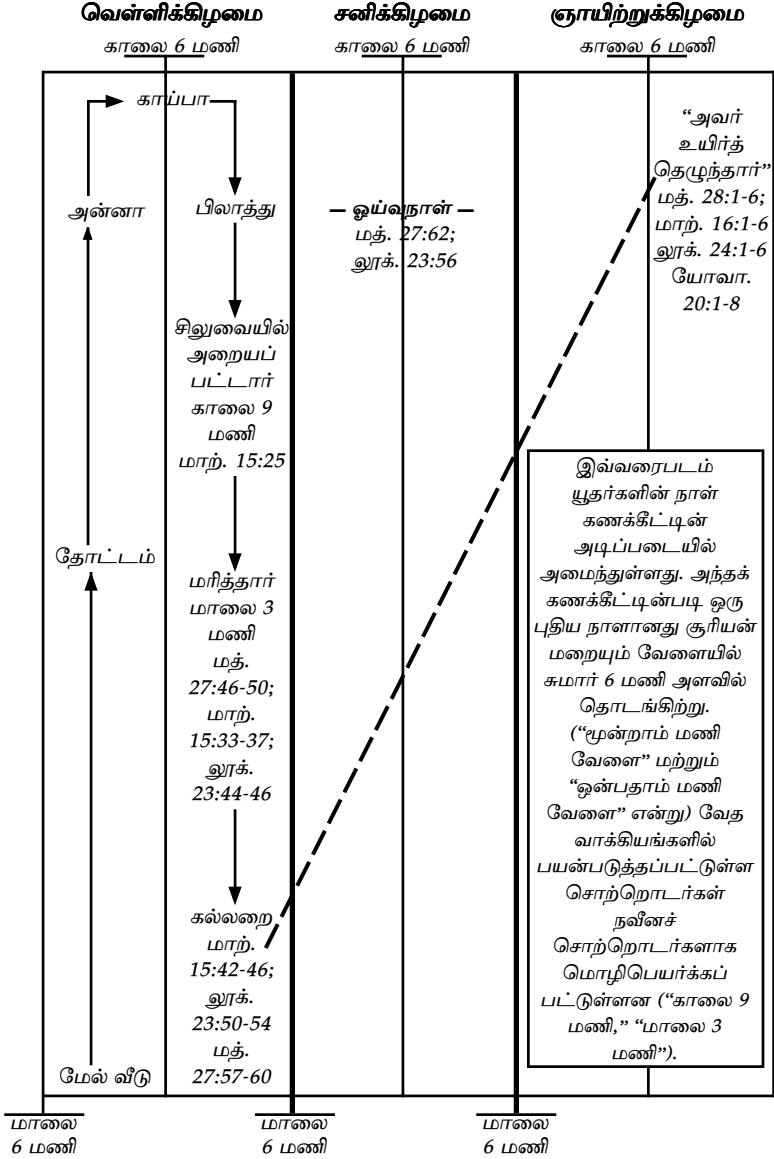 வெள்ளிக்கிழமை
காலை 6 மணி
சனிக்கிழமை
காலை 6 மணி
ஞாயிற்றுக்கிழமை
காலை 6 மணி
காய்பா
அன்னா
தோட்டம்
மேல் வீடு
பிலாத்து
சிலுவையில்
அறையப்
பட்டார்
காலை 9
மணி
மாற். 15:25
மரித்தார்
மாலை 3
மணி
மத்.
27:46-50;
மாற்.
15:33-37;
லூக்.
23:44-46
கல்லறை
மாற்.
15:42-46;
லூக்.
23:50-54
மத்.
27:57-60
— ஓய்வுநாள் —
மத். 27:62;
லூக். 23:56
“அவர்
உயிர்த்
தெழுந்தார்”
மத். 28:1-6;
மாற். 16:1-6
லூக். 24:1-6
யோவா.
20:1-8
இவ்வரைபடம்
யூதர்களின் நாள்
கணக்கீட்டின்
அடிப்படையில்
அமைந்துள்ளது. அந்தக்
கணக்கீட்டின்படி ஒரு
புதிய நாளானது சூரியன்
மறையும் வேளையில்
சுமார் 6 மணி அளவில்
தொடங்கிற்று.
(“மூன்றாம் மணி
வேளை” மற்றும்
“ஒன்பதாம் மணி
வேளை” என்று) வேத
வாக்கியங்களில்
பயன்படுத்தப்பட்டுள்ள
சொற்றொடர்கள்
நவீனச்
சொற்றொடர்களாக
மொழிபெயர்க்கப்
பட்டுள்ளன (“காலை 9
மணி,” “மாலை 3
மணி”).
மாலை
6 மணி
மாலை
6 மணி
மாலை
6 மணி